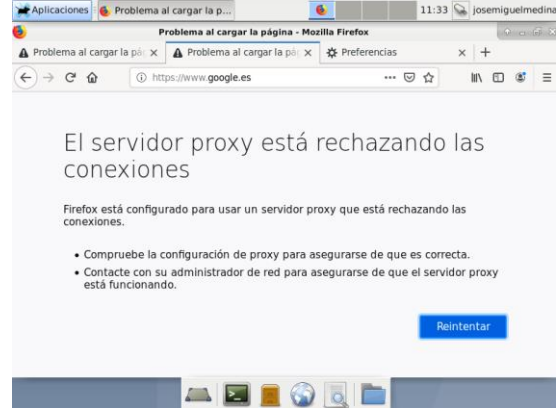 Aplicaciones Problema al cargar la p... 11:33 josemiguelmedina
Problema al cargar la página - Mozilla Firefox
Problema al cargar la pág Problema al cargar la pág Preferencias
https://www.google.es
El servidor proxy está rechazando las
conexiones
Firefox está configurado para usar un servidor proxy que está rechazando las
conexiones.
• Compruebe la configuración de proxy para asegurarse de que es correcta.
• Contacte con su administrador de red para asegurarse de que el servidor proxy
está funcionando.
Reintentar